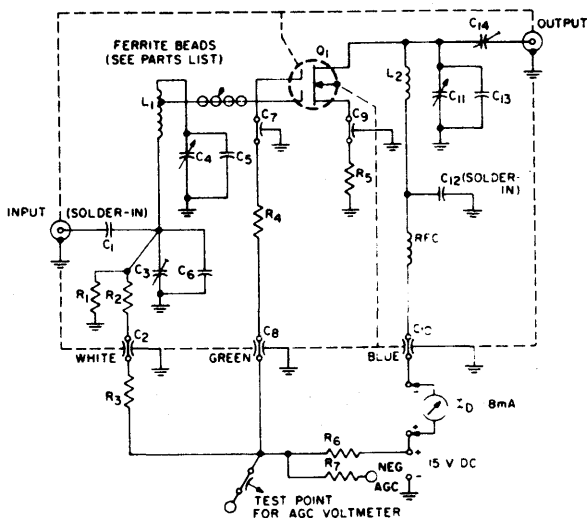 C14
OUTPUT
FERRITE BEADS
(SEE PARTS LIST)
Q1
L1
L2
C11
C13
C7
C9
C4
C5
R5
C12 (SOLDER-
IN)
R4
INPUT
(SOLDER-IN)
C1
RFC
C3
C6
R1
R2
C2
C8
C10
WHITE
GREEN
BLUE
R3
-
ID 8mA
+
R6
+
15 V DC
R7
NEG
AGC
-
TEST POINT
FOR AGC VOLTMETER